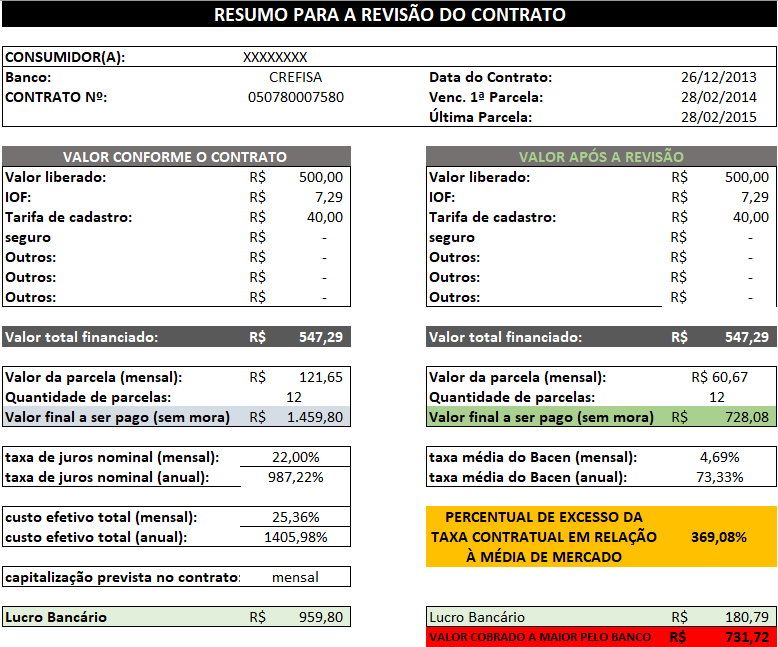 RESUMO PARA A REVISÃO DO CONTRATO
CONSUMIDOR(A): XXXXXXXX
Banco: CREFISA Data do Contrato: 26/12/2013
CONTRATO Nº: 050780007580 Venc. 1ª Parcela: 28/02/2014
Última Parcela: 28/02/2015
VALOR CONFORME O CONTRATO
Valor liberado: R$ 500,00
IOF: R$ 7,29
Tarifa de cadastro: R$ 40,00
seguro R$ -
Outros: R$ -
Outros: R$ -
Outros: R$ -
Valor total financiado: R$ 547,29
Valor da parcela (mensal): R$ 121,65
Quantidade de parcelas: 12
Valor final a ser pago (sem mora) R$ 1.459,80
taxa de juros nominal (mensal): 22,00%
taxa de juros nominal (anual): 987,22%
custo efetivo total (mensal): 25,36%
custo efetivo total (anual): 1405,98%
capitalização prevista no contrato: mensal
Lucro Bancário R$ 959,80
VALOR APÓS A REVISÃO
Valor liberado: R$ 500,00
IOF: R$ 7,29
Tarifa de cadastro: R$ 40,00
seguro R$ -
Outros: R$ -
Outros: R$ -
Outros: R$ -
Valor total financiado: R$ 547,29
Valor da parcela (mensal): R$ 60,67
Quantidade de parcelas: 12
Valor final a ser pago (sem mora) R$ 728,08
taxa média do Bacen (mensal): 4,69%
taxa média do Bacen (anual): 73,33%
PERCENTUAL DE EXCESSO DA
TAXA CONTRATUAL EM RELAÇÃO 369,08%
À MÉDIA DE MERCADO
Lucro Bancário R$ 180,79
VALOR COBRADO A MAIOR PELO BANCO R$ 731,72